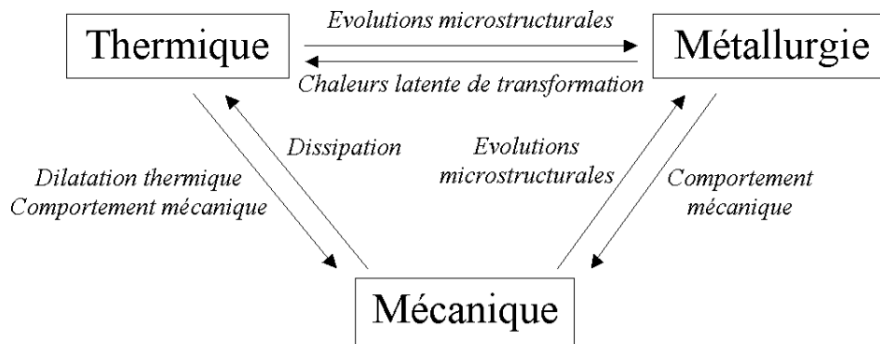 Evolutions microstructurales
Thermique
Métallurgie
Chaleurs latente de transformation
Dissipation
Evolutions
microstructurales
Dilatation thermique
Comportement mécanique
Comportement
mécanique
Mécanique